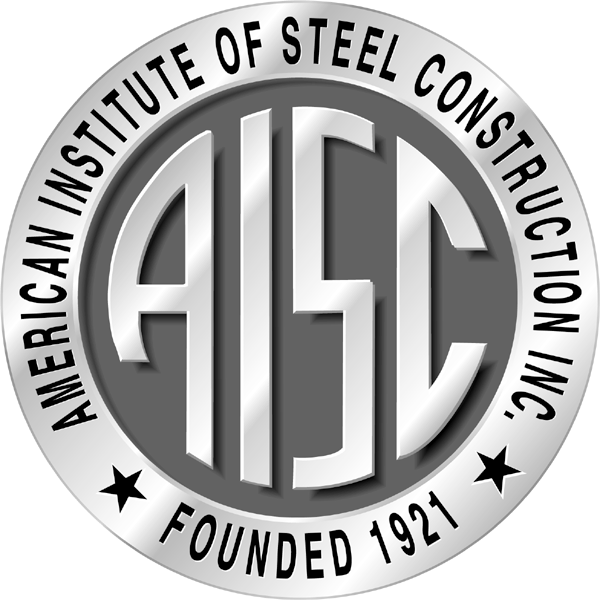 AMERICAN INSTITUTE OF STEEL CONSTRUCTION INC.
AISC
FOUNDED 1921